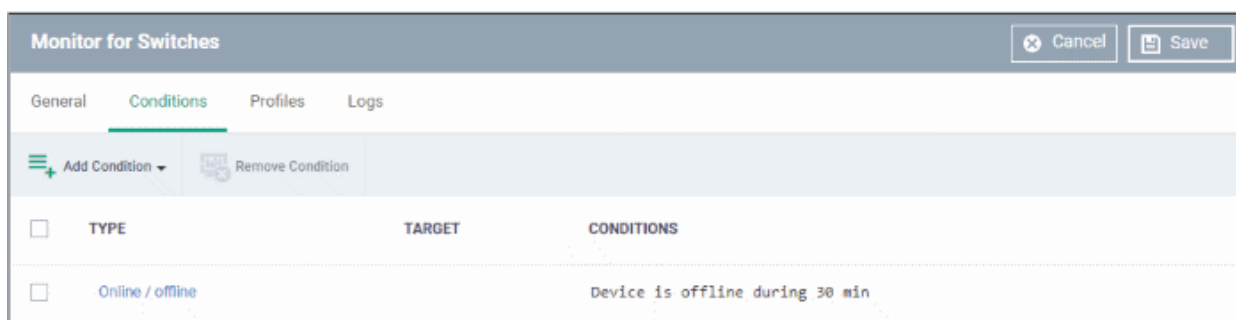 Monitor for Switches Cancel Save
General Conditions Profiles Logs
Add Condition Remove Condition
TYPE TARGET CONDITIONS
Online / offline Device is offline during 30 min